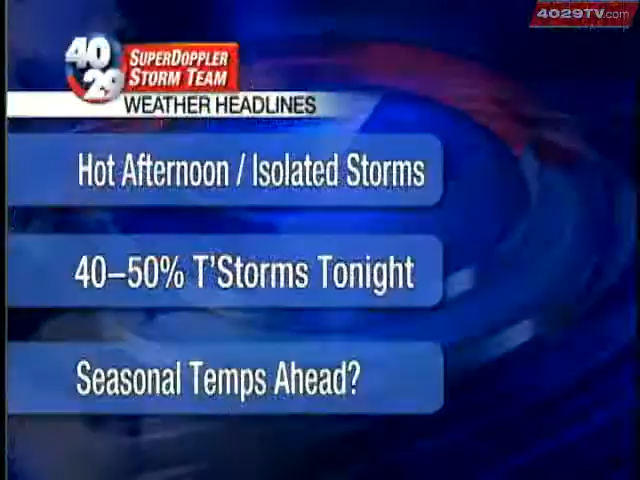 4029TV.com
40
29
SUPERDOPPLER
STORM TEAM
WEATHER HEADLINES
Hot Afternoon / Isolated Storms
40–50% T'Storms Tonight
Seasonal Temps Ahead?